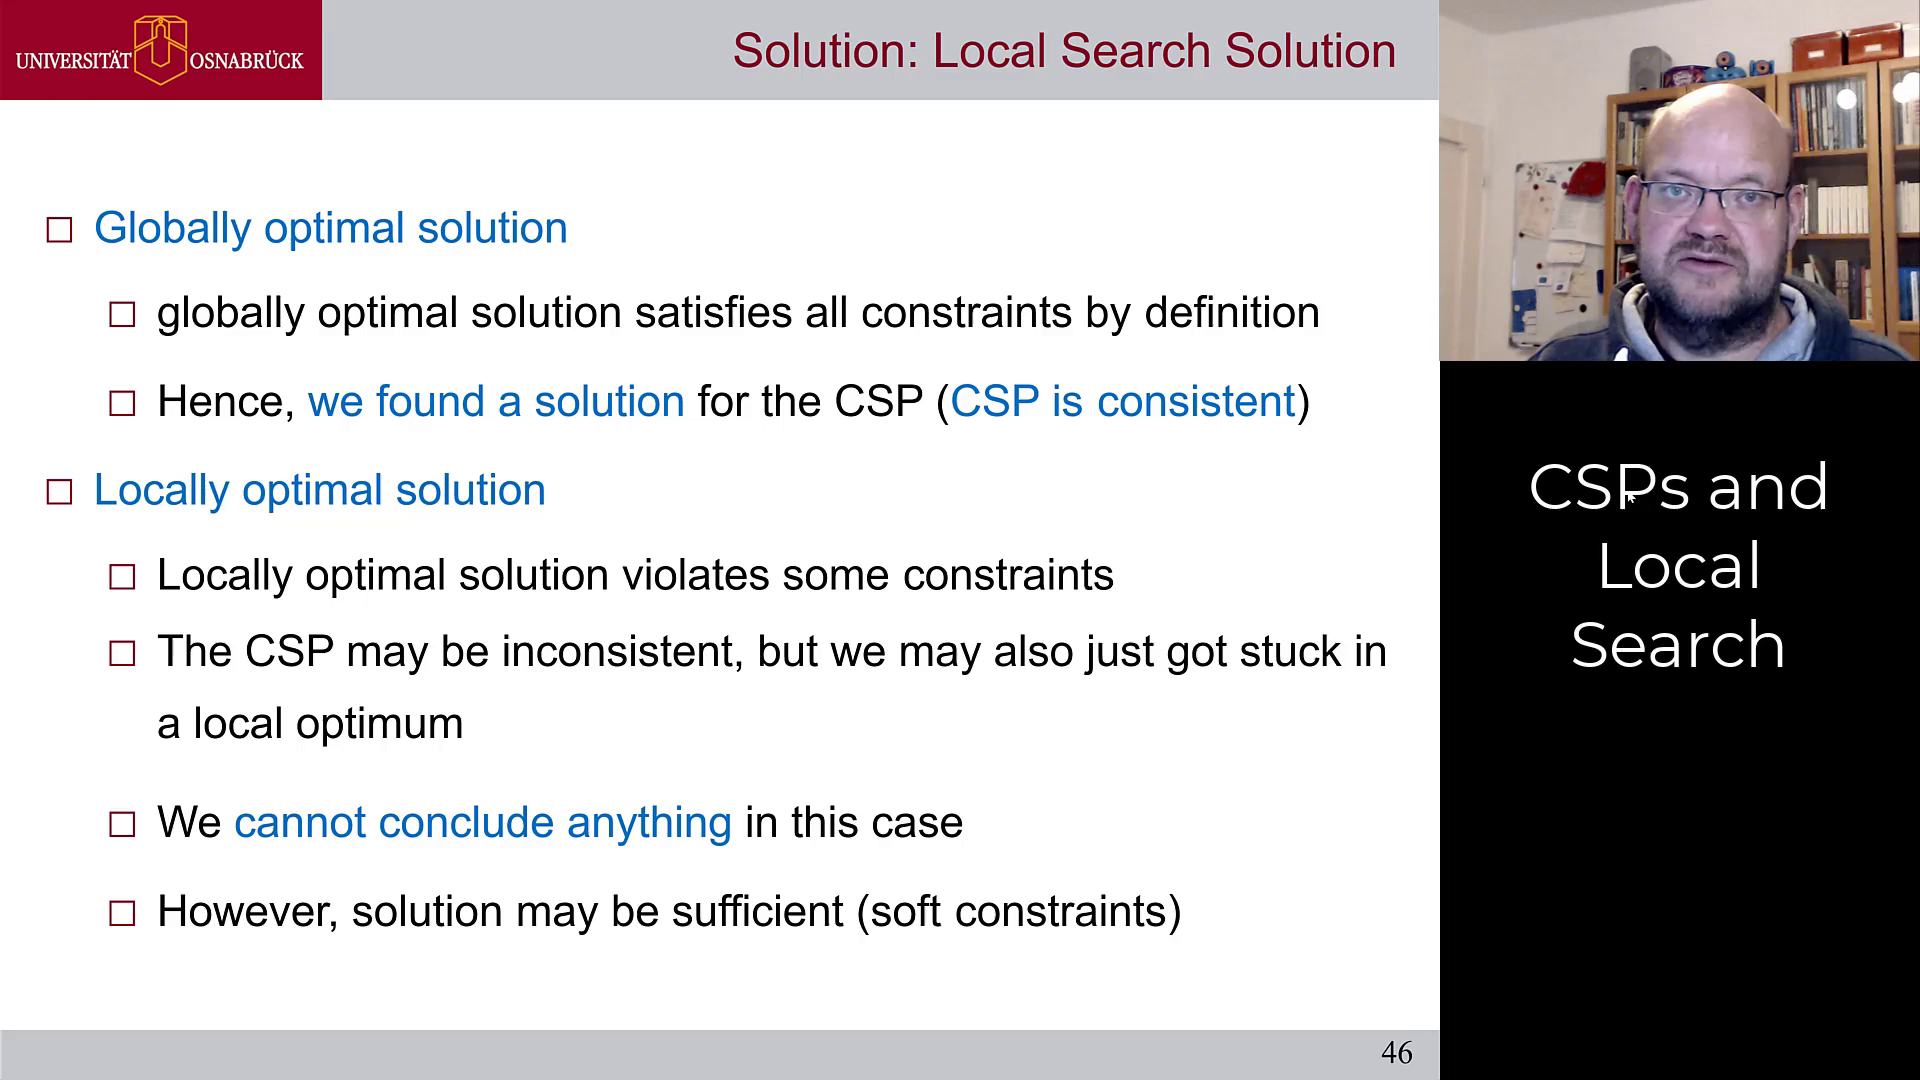 UNIVERSITÄT OSNABRÜCK
Solution: Local Search Solution
Globally optimal solution
globally optimal solution satisfies all constraints by definition
Hence, we found a solution for the CSP (CSP is consistent)
Locally optimal solution
Locally optimal solution violates some constraints
The CSP may be inconsistent, but we may also just got stuck in
a local optimum
We cannot conclude anything in this case
However, solution may be sufficient (soft constraints)
46
CSPs and
Local
Search